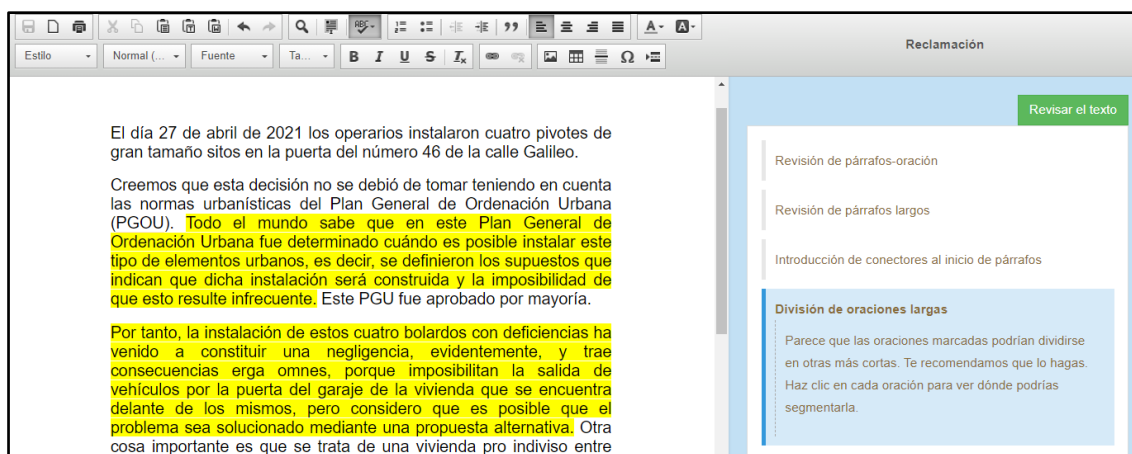 ABC
Estilo
Normal (...
Fuente
Ta...
B I U S Ix
Ω
A
A
Reclamación
Revisar el texto
El día 27 de abril de 2021 los operarios instalaron cuatro pivotes de
gran tamaño sitos en la puerta del número 46 de la calle Galileo.
Creemos que esta decisión no se debió de tomar teniendo en cuenta
las normas urbanísticas del Plan General de Ordenación Urbana
(PGOU). Todo el mundo sabe que en este Plan General de
Ordenación Urbana fue determinado cuándo es posible instalar este
tipo de elementos urbanos, es decir, se definieron los supuestos que
indican que dicha instalación será construida y la imposibilidad de
que esto resulte infrecuente. Este PGU fue aprobado por mayoría.
Por tanto, la instalación de estos cuatro bolardos con deficiencias ha
venido a constituir una negligencia, evidentemente, y trae
consecuencias erga omnes, porque imposibilitan la salida de
vehículos por la puerta del garaje de la vivienda que se encuentra
delante de los mismos, pero considero que es posible que el
problema sea solucionado mediante una propuesta alternativa. Otra
cosa importante es que se trata de una vivienda pro indiviso entre
Revisión de párrafos-oración
Revisión de párrafos largos
Introducción de conectores al inicio de párrafos
División de oraciones largas
Parece que las oraciones marcadas podrían dividirse
en otras más cortas. Te recomendamos que lo hagas.
Haz clic en cada oración para ver dónde podrías
segmentarla.